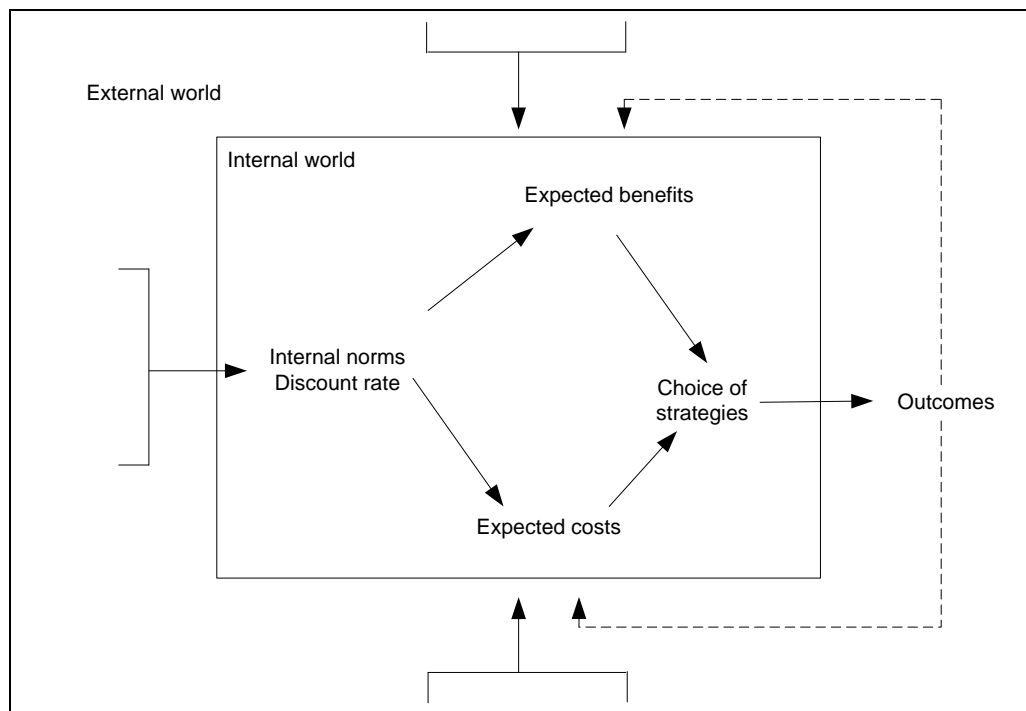 External world
Internal world
Expected benefits
Internal norms
Discount rate
Choice of
strategies
Outcomes
Expected costs